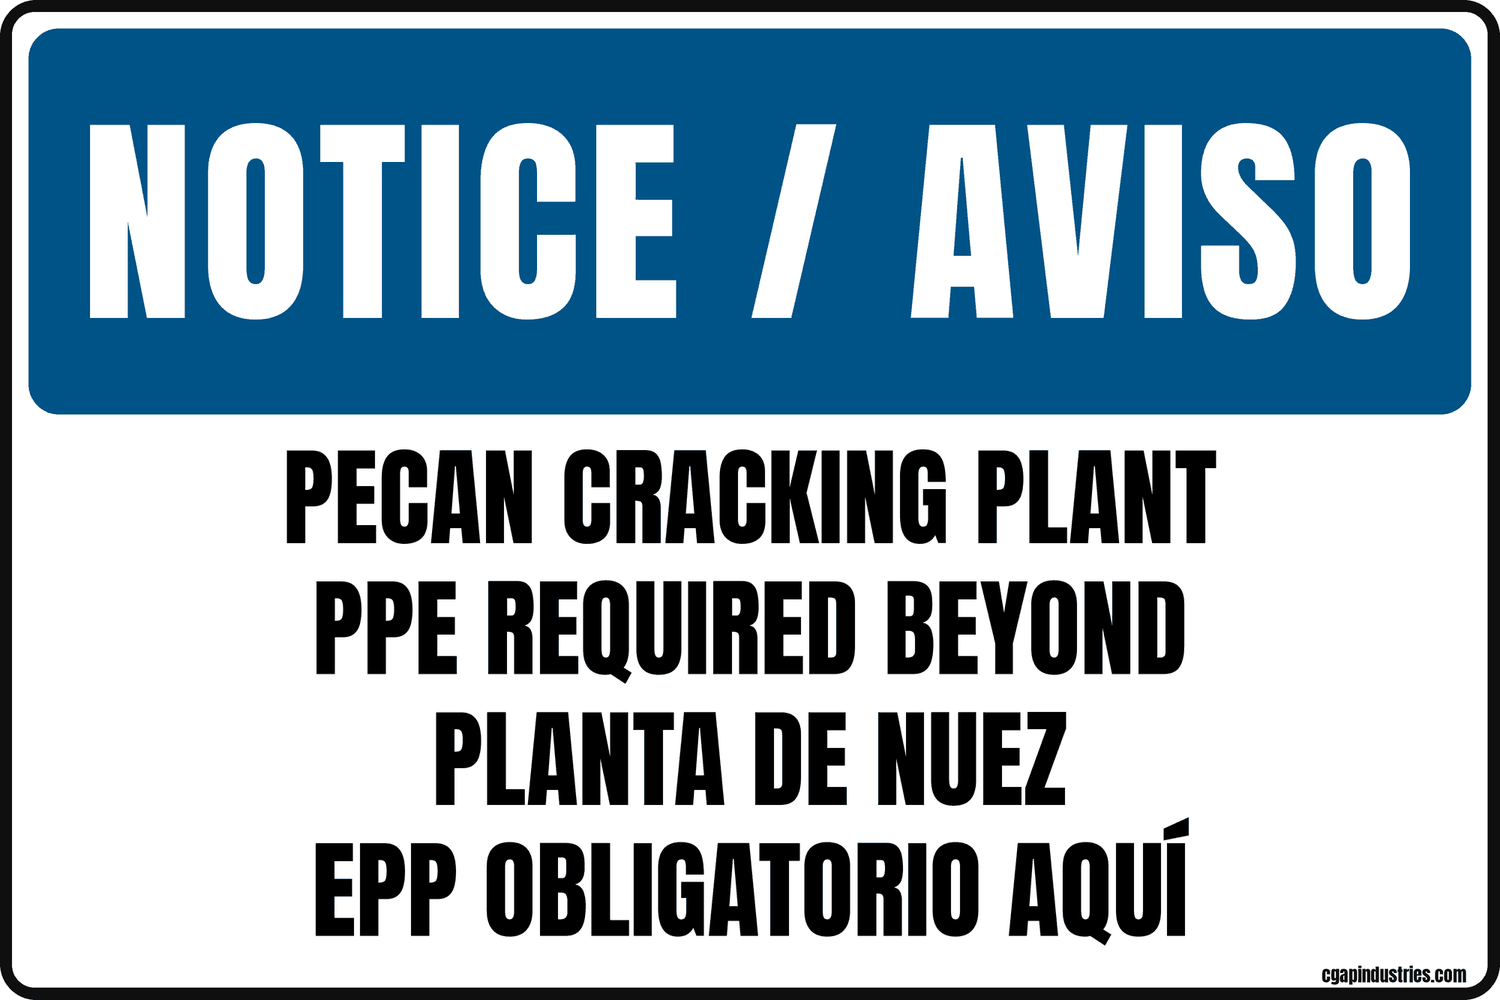 NOTICE / AVISO
PECAN CRACKING PLANT
PPE REQUIRED BEYOND
PLANTA DE NUEZ
EPP OBLIGATORIO AQUÍ
cgapindustries.com